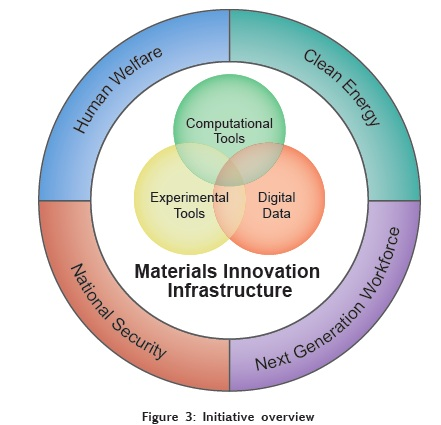 Human Welfare
Clean Energy
Computational
Tools
Experimental
Tools
Digital
Data
Materials Innovation
Infrastructure
National Security
Next Generation Workforce
Figure 3: Initiative overview